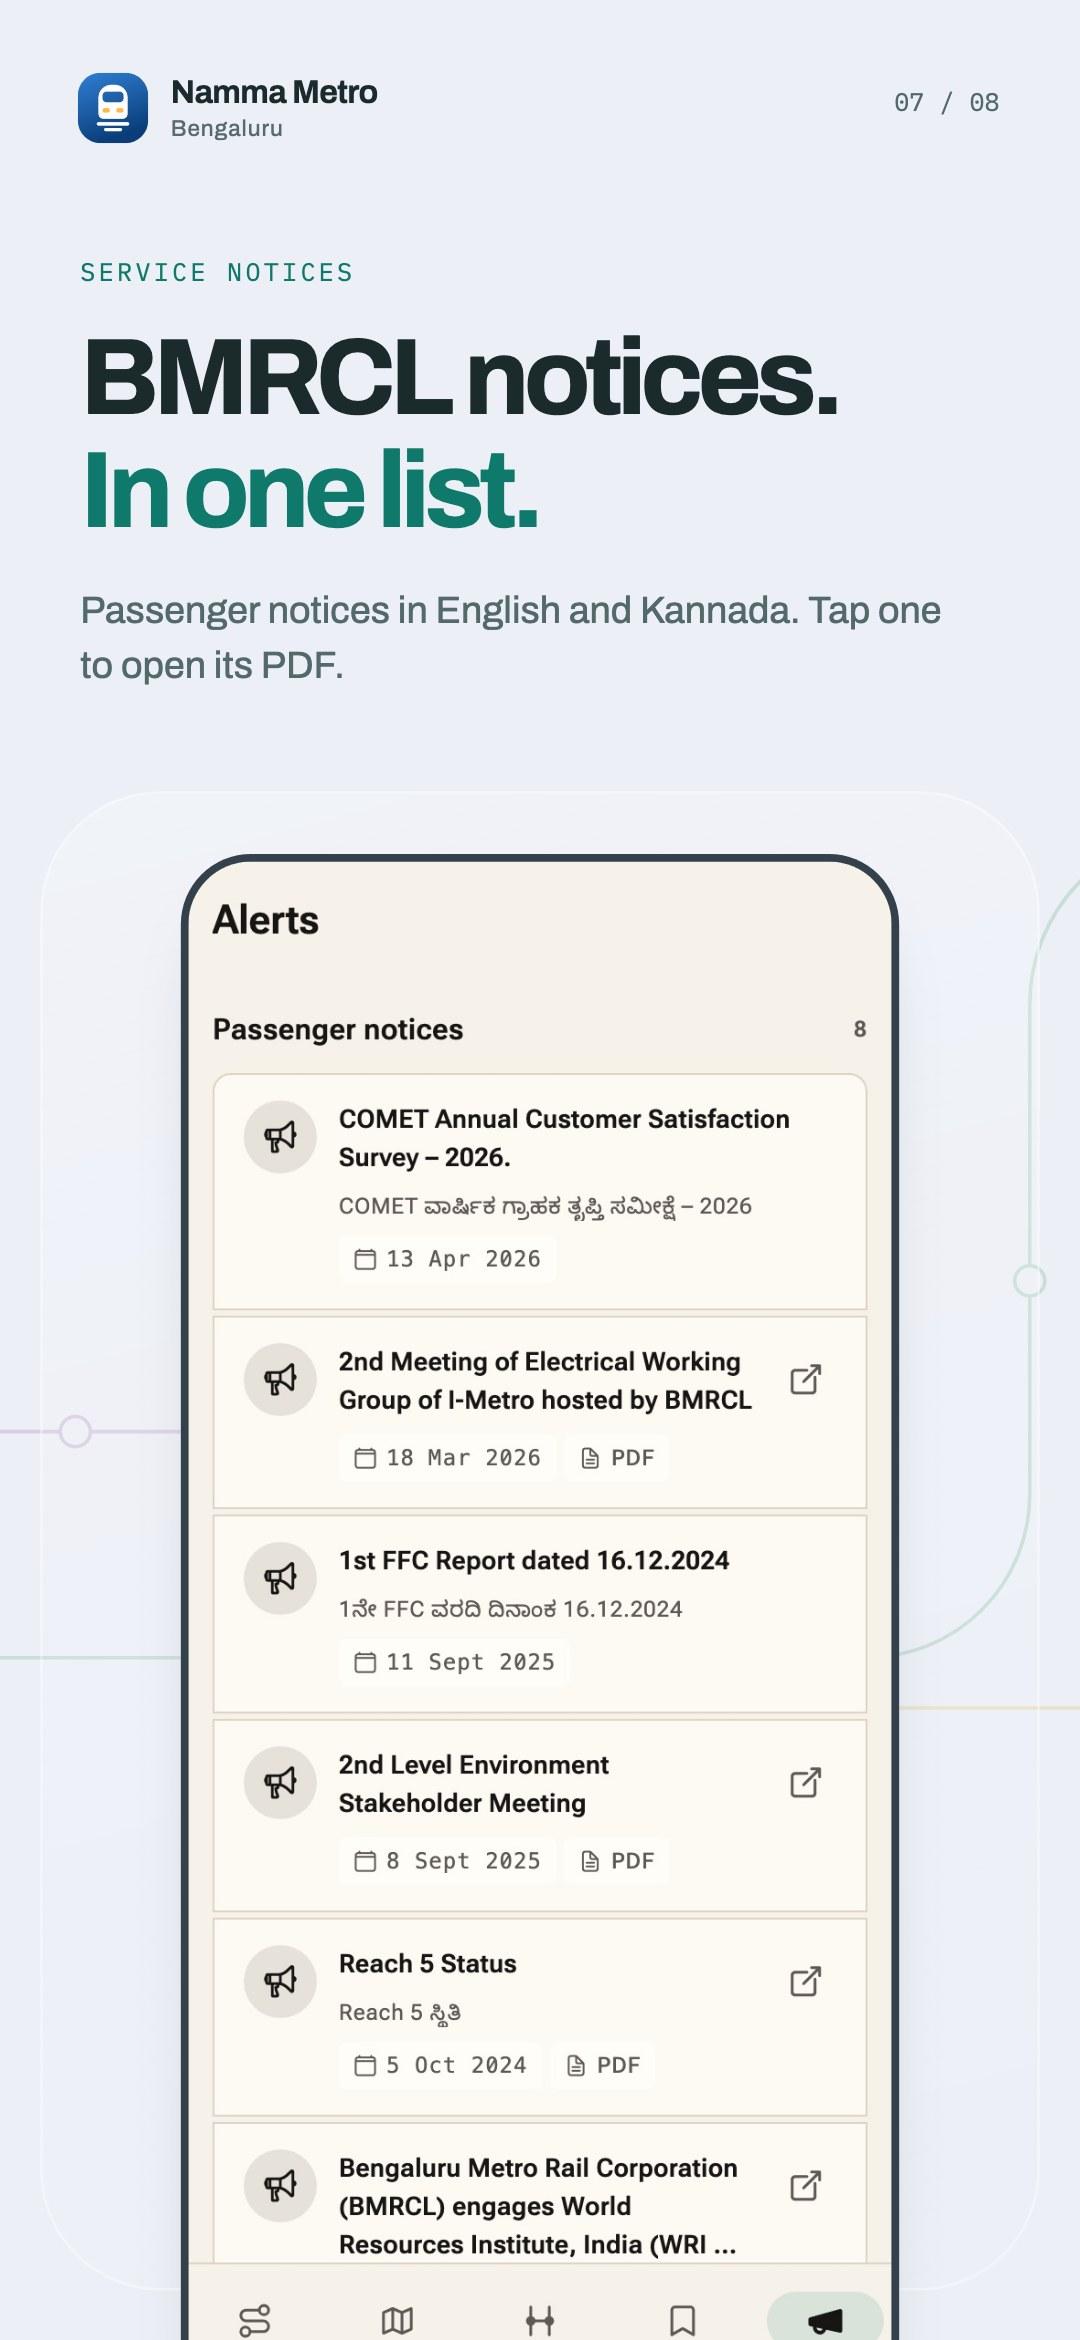 Namma Metro
Bengaluru
07 / 08
SERVICE NOTICES
BMRCL notices.
In one list.
Passenger notices in English and Kannada. Tap one
to open its PDF.
Alerts
Passenger notices
8
COMET Annual Customer Satisfaction
Survey – 2026.
COMET ವಾರ್ಷಿಕ ಗ್ರಾಹಕ ತೃಪ್ತಿ ಸಮೀಕ್ಷೆ – 2026
13 Apr 2026
2nd Meeting of Electrical Working
Group of I-Metro hosted by BMRCL
18 Mar 2026 PDF
1st FFC Report dated 16.12.2024
1ನೇ FFC ವರದಿ ದಿನಾಂಕ 16.12.2024
11 Sept 2025
2nd Level Environment
Stakeholder Meeting
8 Sept 2025 PDF
Reach 5 Status
Reach 5 ಸ್ಥಿತಿ
5 Oct 2024 PDF
Bengaluru Metro Rail Corporation
(BMRCL) engages World
Resources Institute, India (WRI ...